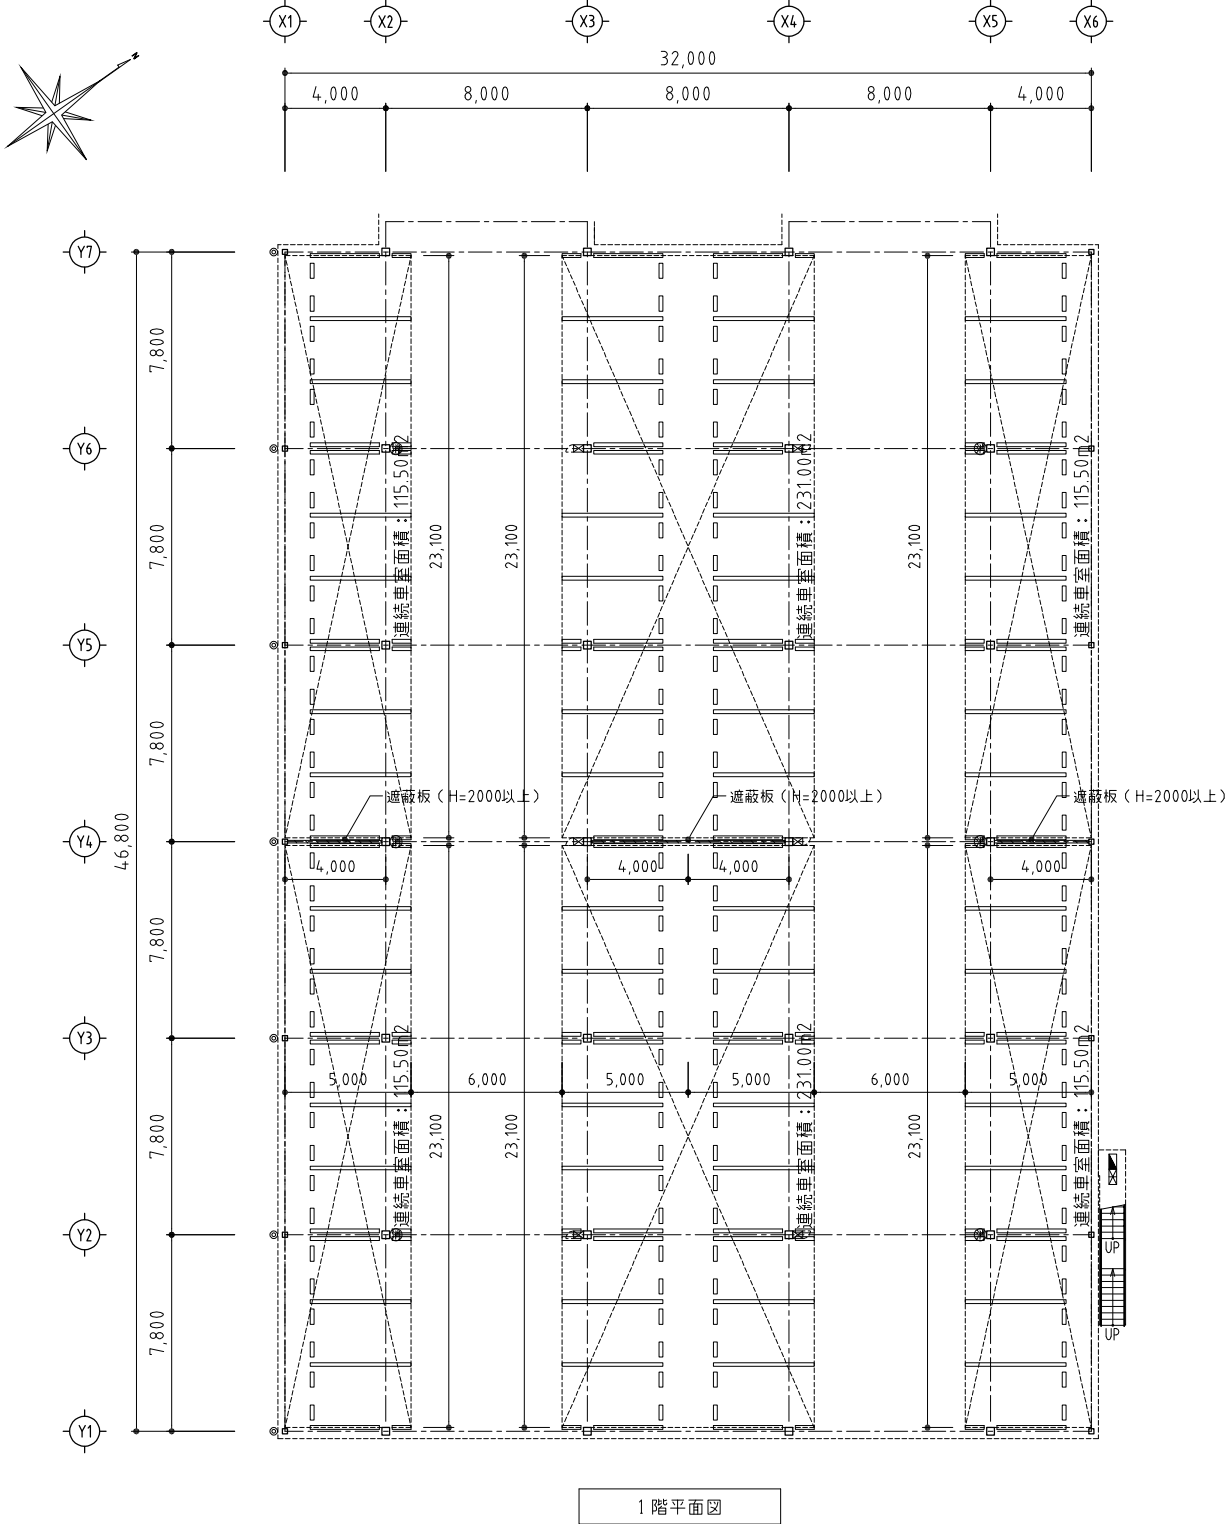 X1 X2 X3 X4 X5 X6
N
32,000
4,000 8,000 8,000 8,000 4,000
Y7
7,800
Y6
連続車室面積：115.50m2
連続車室面積：231.00m2
連続車室面積：115.50m2
7,800
23,100 23,100 23,100
Y5
7,800
遮蔽板（H=2000以上）
遮蔽板（H=2000以上）
遮蔽板（H=2000以上）
46,800
Y4
4,000 4,000 4,000 4,000
7,800
Y3
連続車室面積：115.50m2
連続車室面積：231.00m2
連続車室面積：115.50m2
5,000 6,000 5,000 5,000 6,000 5,000
7,800
23,100 23,100 23,100
Y2
UP
7,800
UP
Y1
1階平面図